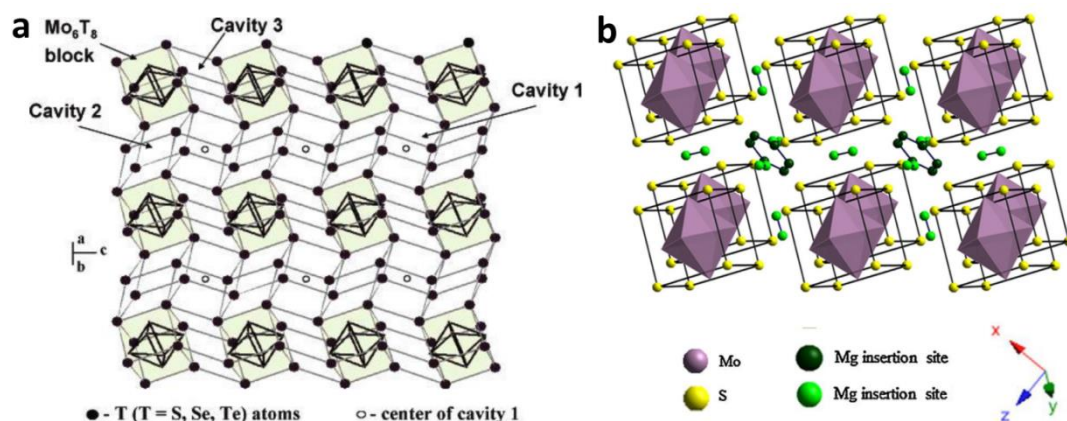 a
Mo6T8
block
Cavity 3
Cavity 2
Cavity 1
a
c
b
● - T (T = S, Se, Te) atoms
○ - center of cavity 1
b
Mo
Mg insertion site
S
Mg insertion site
x
z
y